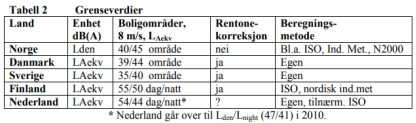 Tabell 2 Grenseverdier
Land Enhet dB(A) Boligområder, 8 m/s, LAekv Rentone-korreksjon Beregnings-metode
Norge Lden 40/45 område nei Bl.a. ISO, Ind. Met., N2000
Danmark LAekv 39/44 område ja Egen
Sverige LAekv 35/40 område ja Egen
Finland LAekv 55/50 dag/natt ja ISO, nordisk ind.met
Nederland LAekv 54/44 dag/natt* ? Egen, tilnærm. ISO
* Nederland går over til Lden/Lnight (47/41) i 2010.